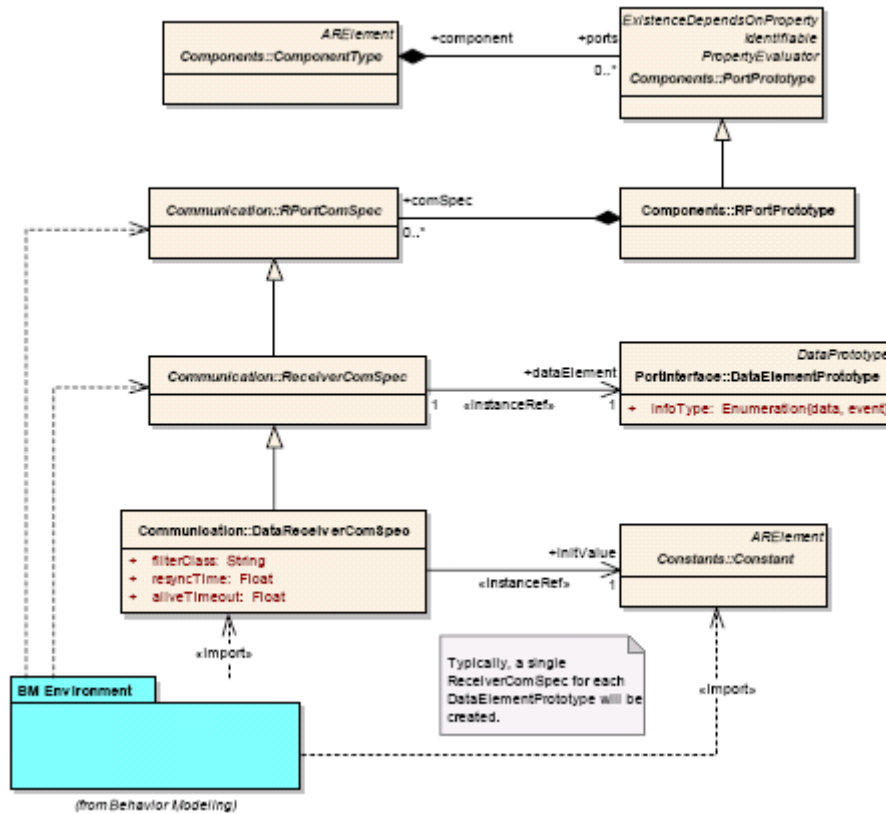 ARElement
Components::ComponentType
+component
+ports
0..*
ExistenceDependsOnProperty
Identifiable
PropertyEvaluator
Components::PortPrototype
Communication::RPortComSpec
+comSpec
0..*
Components::RPortPrototype
Communication::ReceiverComSpec
+dataElement
1
«InstanceRef»
1
DataPrototype
PortInterface::DataElementPrototype
+ InfoType: Enumeration{data, event}
Communication::DataReceiverComSpec
+ filterClass: String
+ resyncTime: Float
+ aliveTimeout: Float
+initValue
«InstanceRef»
1
ARElement
Constants::Constant
«import»
Typically, a single
ReceiverComSpec for each
DataElementPrototype will be
created.
«import»
BM Environment
(from Behavior Modeling)